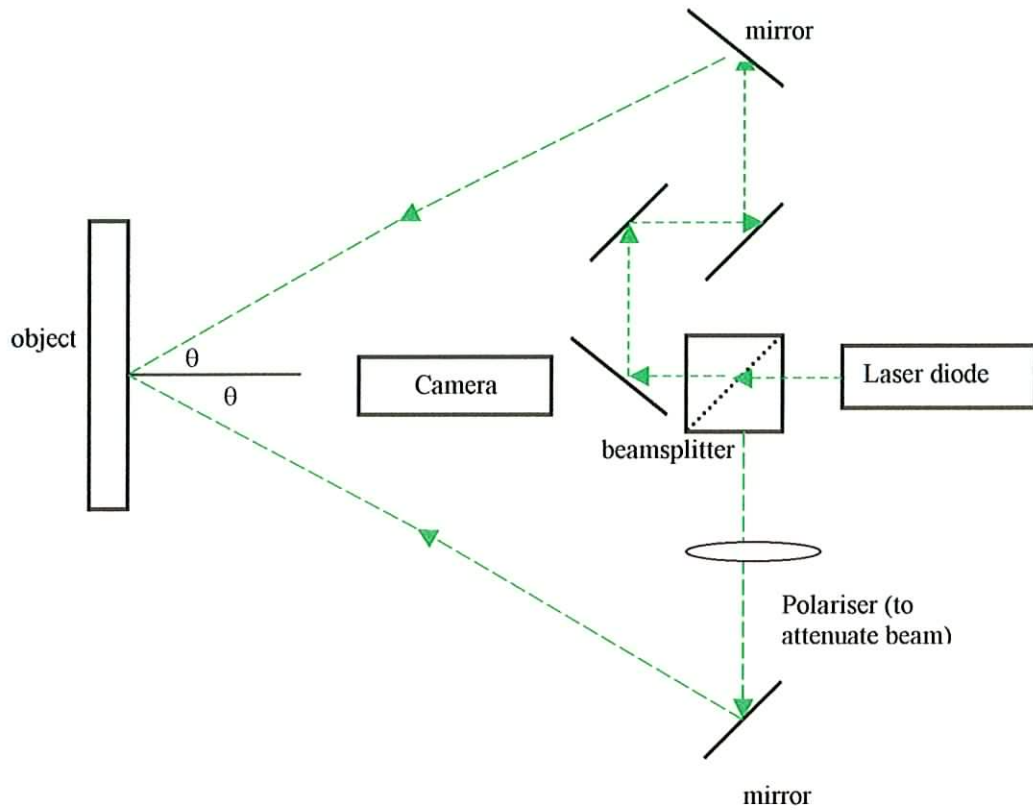 mirror
object
θ
θ
Camera
Laser diode
beamsplitter
Polariser (to
attenuate beam)
mirror